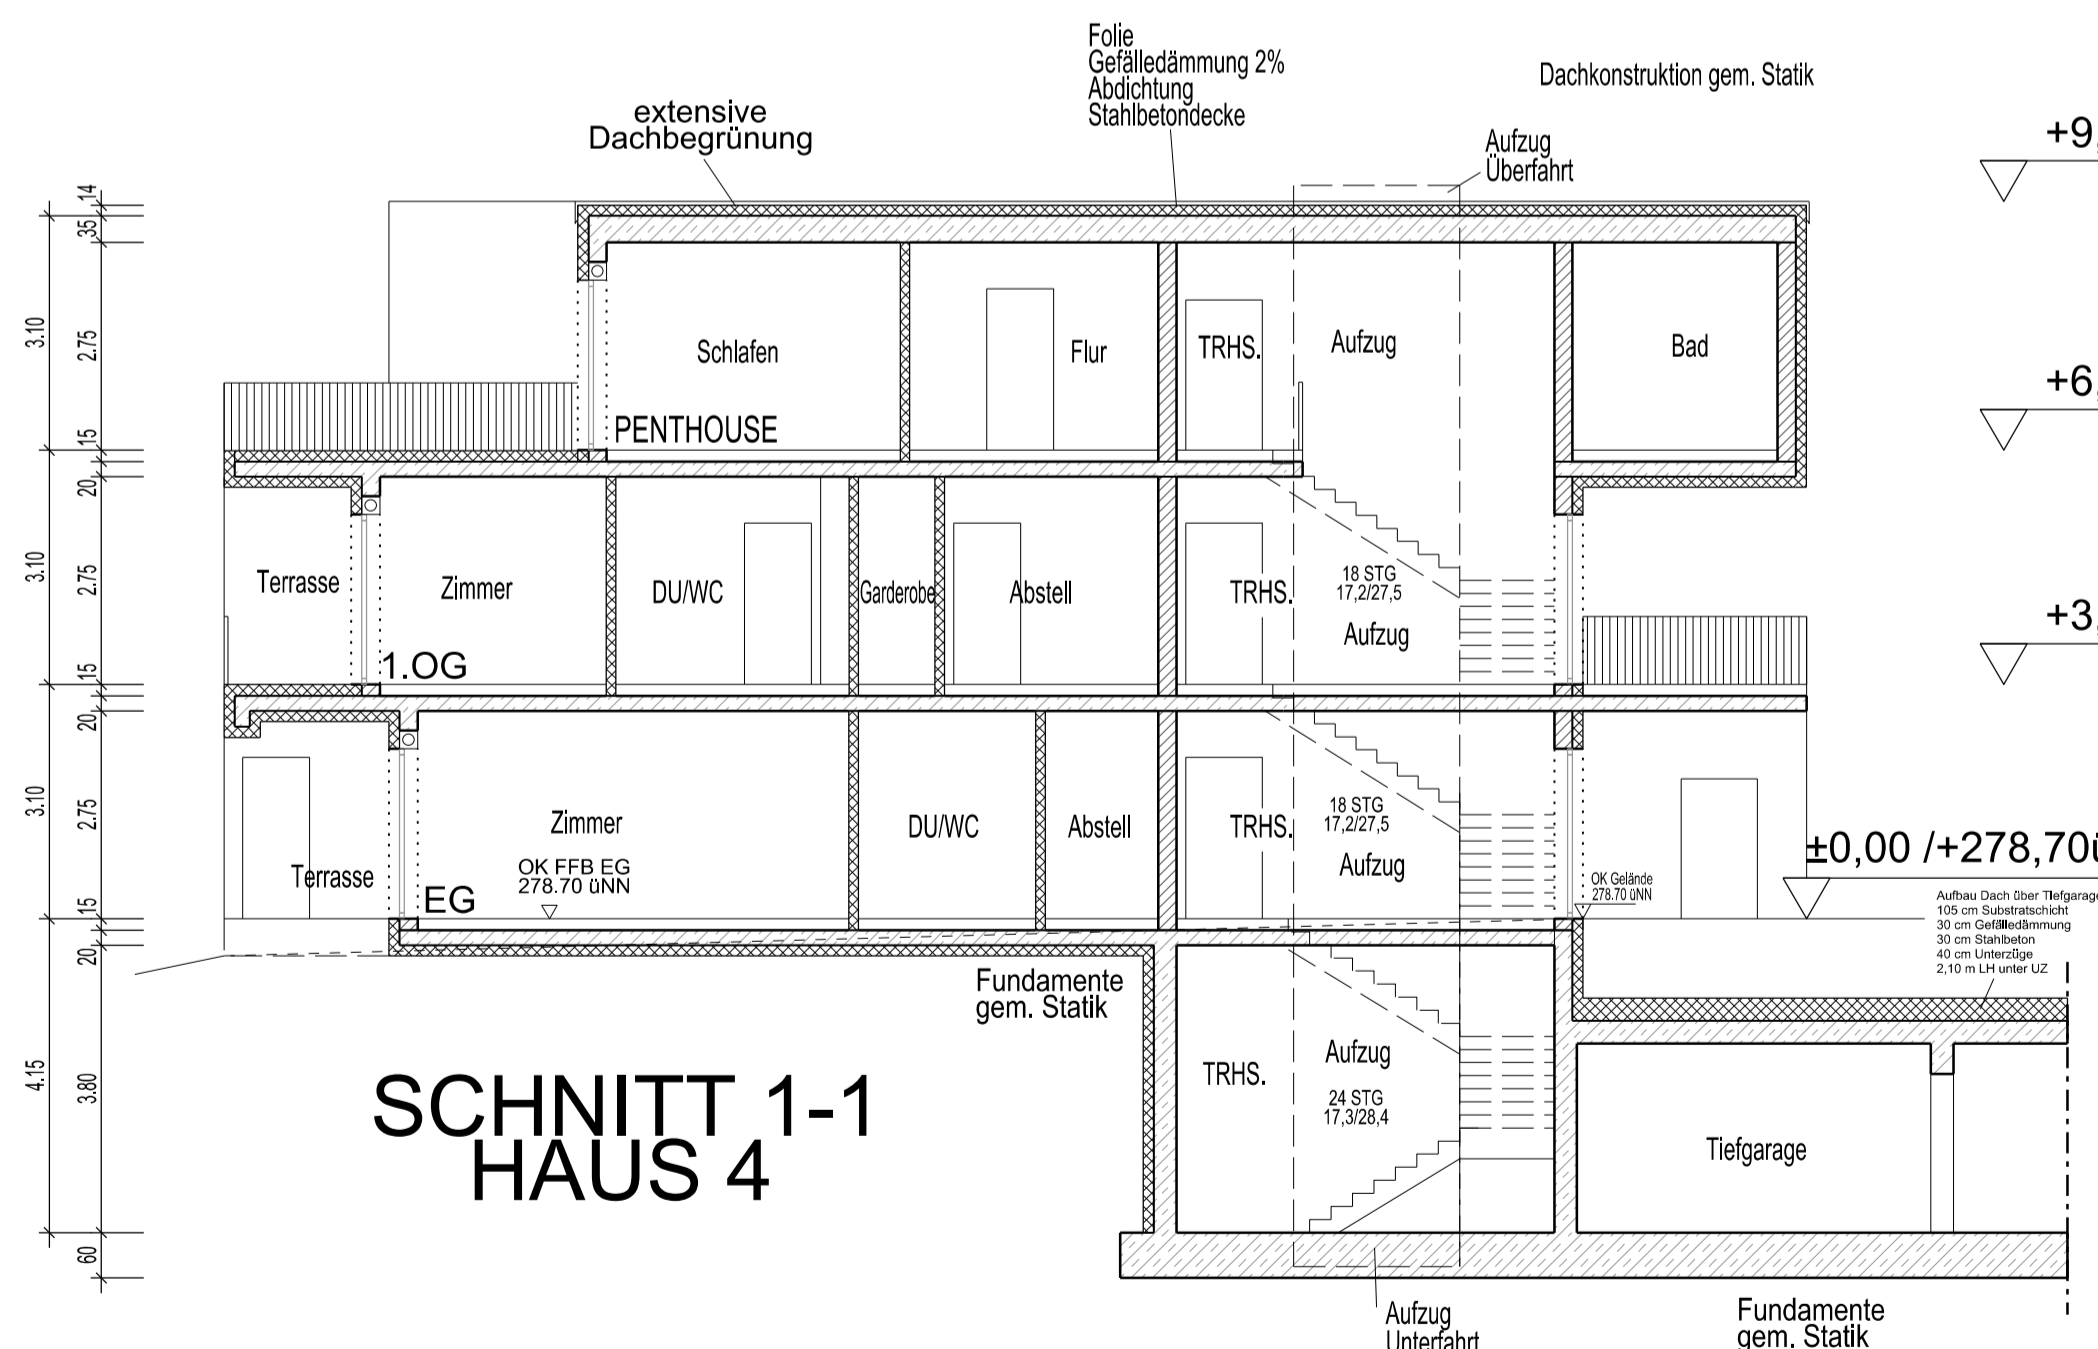 Folie
Gefälledämmung 2%
Abdichtung
Stahlbetondecke
Dachkonstruktion gem. Statik
extensive
Dachbegrünung
Aufzug
Überfahrt
+9,
14
35
3.10
2.75
15
Schlafen
Flur
TRHS.
Aufzug
Bad
+6,
PENTHOUSE
20
3.10
2.75
15
Terrasse
Zimmer
DU/WC
Garderobe
Abstell
TRHS.
18 STG
17,2/27,5
Aufzug
+3,
1.OG
20
3.10
2.75
15
Zimmer
DU/WC
Abstell
TRHS.
18 STG
17,2/27,5
Aufzug
±0,00 /+278,70ü
Terrasse
OK FFB EG
278.70 üNN
EG
OK Gelände
278.70 üNN
Aufbau Dach über Tiefgarage
105 cm Substratschicht
30 cm Gefälledämmung
30 cm Stahlbeton
40 cm Unterzüge
2,10 m LH unter UZ
20
4.15
3.80
60
Fundamente
gem. Statik
SCHNITT 1-1
HAUS 4
TRHS.
Aufzug
24 STG
17,3/28,4
Tiefgarage
Aufzug
Unterfahrt
Fundamente
gem. Statik